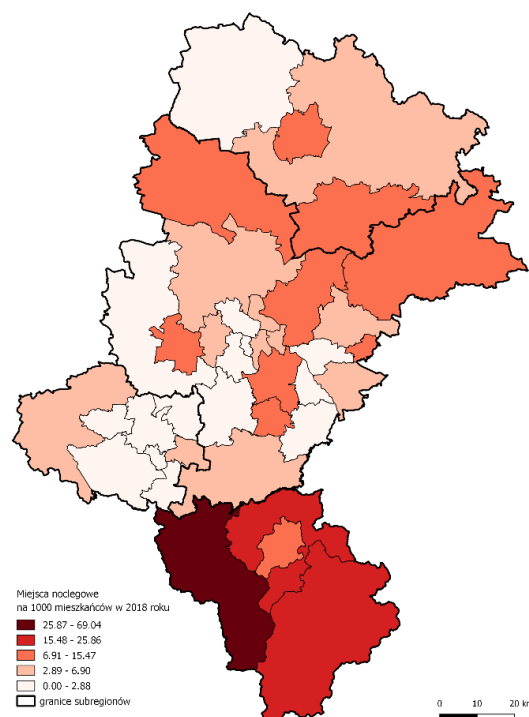 Miejsca noclegowe
na 1000 mieszkańców w 2018 roku
25.87 - 69.04
15.48 - 25.86
6.91 - 15.47
2.89 - 6.90
0.00 - 2.88
granice subregionów
0 10 20 kr